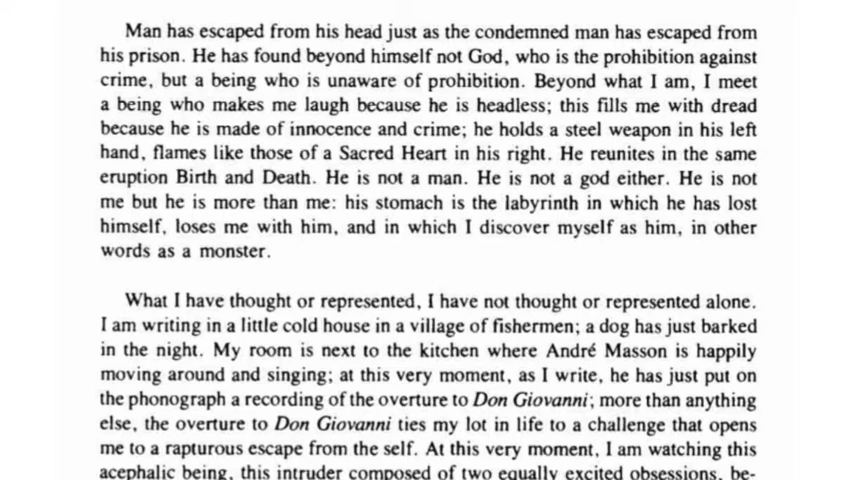 Man has escaped from his head just as the condemned man has escaped from
his prison. He has found beyond himself not God, who is the prohibition against
crime, but a being who is unaware of prohibition. Beyond what I am, I meet
a being who makes me laugh because he is headless; this fills me with dread
because he is made of innocence and crime; he holds a steel weapon in his left
hand, flames like those of a Sacred Heart in his right. He reunites in the same
eruption Birth and Death. He is not a man. He is not a god either. He is not
me but he is more than me: his stomach is the labyrinth in which he has lost
himself, loses me with him, and in which I discover myself as him, in other
words as a monster.
What I have thought or represented, I have not thought or represented alone.
I am writing in a little cold house in a village of fishermen; a dog has just barked
in the night. My room is next to the kitchen where André Masson is happily
moving around and singing; at this very moment, as I write, he has just put on
the phonograph a recording of the overture to Don Giovanni; more than anything
else, the overture to Don Giovanni ties my lot in life to a challenge that opens
me to a rapturous escape from the self. At this very moment, I am watching this
acephalic being, this intruder composed of two equally excited obsessions, be-